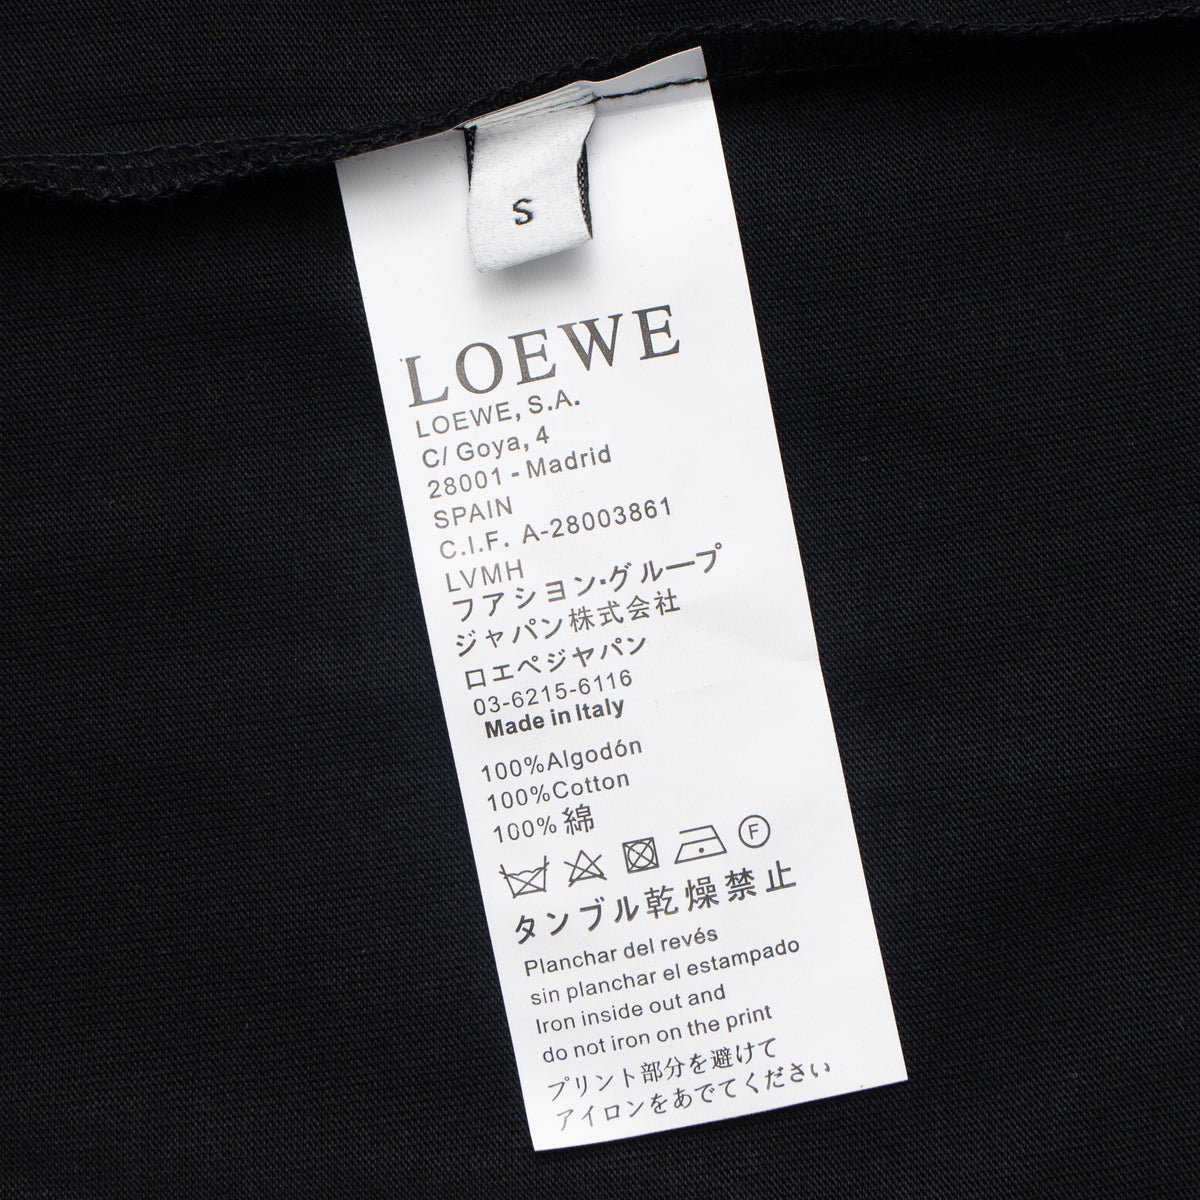 S
LOEWE
LOEWE, S.A.
C/ Goya, 4
28001 - Madrid
SPAIN
C.I.F. A-28003861
LVMH
フアシヨン・グループ
ジャパン株式会社
ロエペジャパン
03-6215-6116
Made in Italy
100%Algodón
100%Cotton
100%綿
F
タンブル乾燥禁止
Planchar del revés
sin planchar el estampado
Iron inside out and
do not iron on the print
プリント部分を避けて
アイロンをあでてください